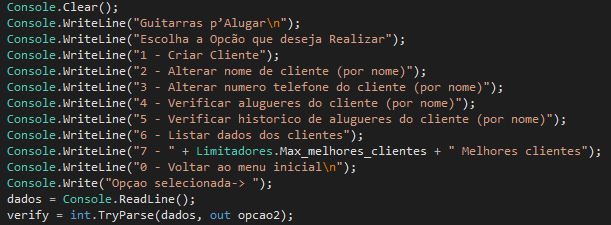 Console.Clear();
Console.WriteLine("Guitarras p’Alugar\n");
Console.WriteLine("Escolha a Opcão que deseja Realizar");
Console.WriteLine("1 - Criar Cliente");
Console.WriteLine("2 - Alterar nome de cliente (por nome)");
Console.WriteLine("3 - Alterar numero telefone do cliente (por nome)");
Console.WriteLine("4 - Verificar alugueres do cliente (por nome)");
Console.WriteLine("5 - Verificar historico de alugueres do cliente (por nome)");
Console.WriteLine("6 - Listar dados dos clientes");
Console.WriteLine("7 - " + Limitadores.Max_melhores_clientes + " Melhores clientes");
Console.WriteLine("0 - Voltar ao menu inicial\n");
Console.Write("Opçao selecionada-> ");
dados = Console.ReadLine();
verify = int.TryParse(dados, out opcao2);